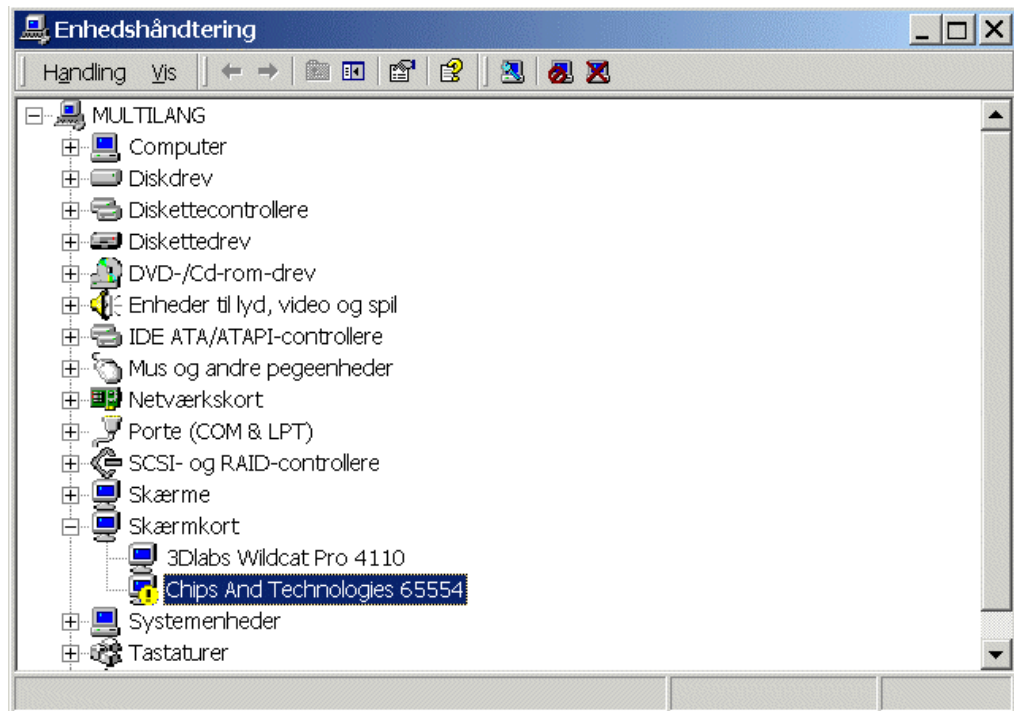 Enhedshåndtering
Handling Vis
MULTILANG
Computer
Diskdrev
Diskettecontrollere
Diskettedrev
DVD-/Cd-rom-drev
Enheder til lyd, video og spil
IDE ATA/ATAPI-controllere
Mus og andre pegeenheder
Netværkskort
Porte (COM & LPT)
SCSI- og RAID-controllere
Skærme
Skærmkort
3Dlabs Wildcat Pro 4110
Chips And Technologies 65554
Systemenheder
Tastaturer